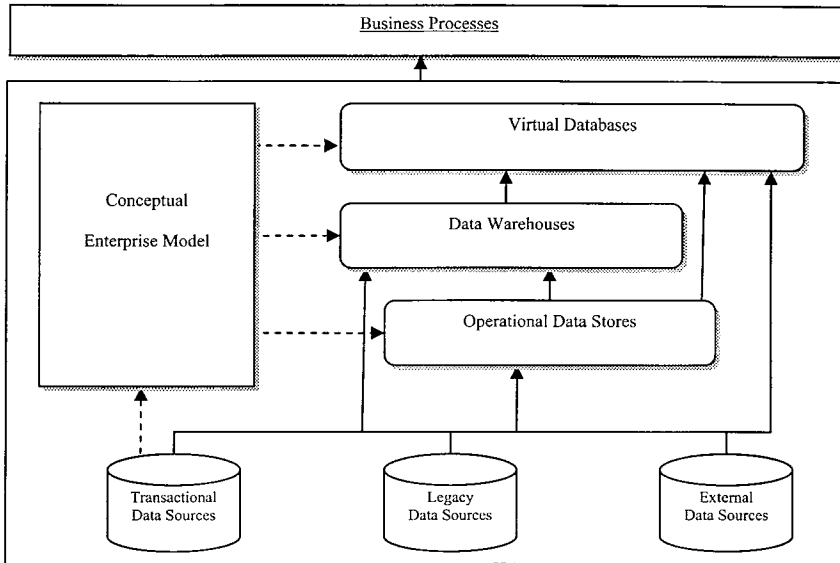 Business Processes
Virtual Databases
Conceptual
Enterprise Model
Data Warehouses
Operational Data Stores
Transactional
Data Sources
Legacy
Data Sources
External
Data Sources